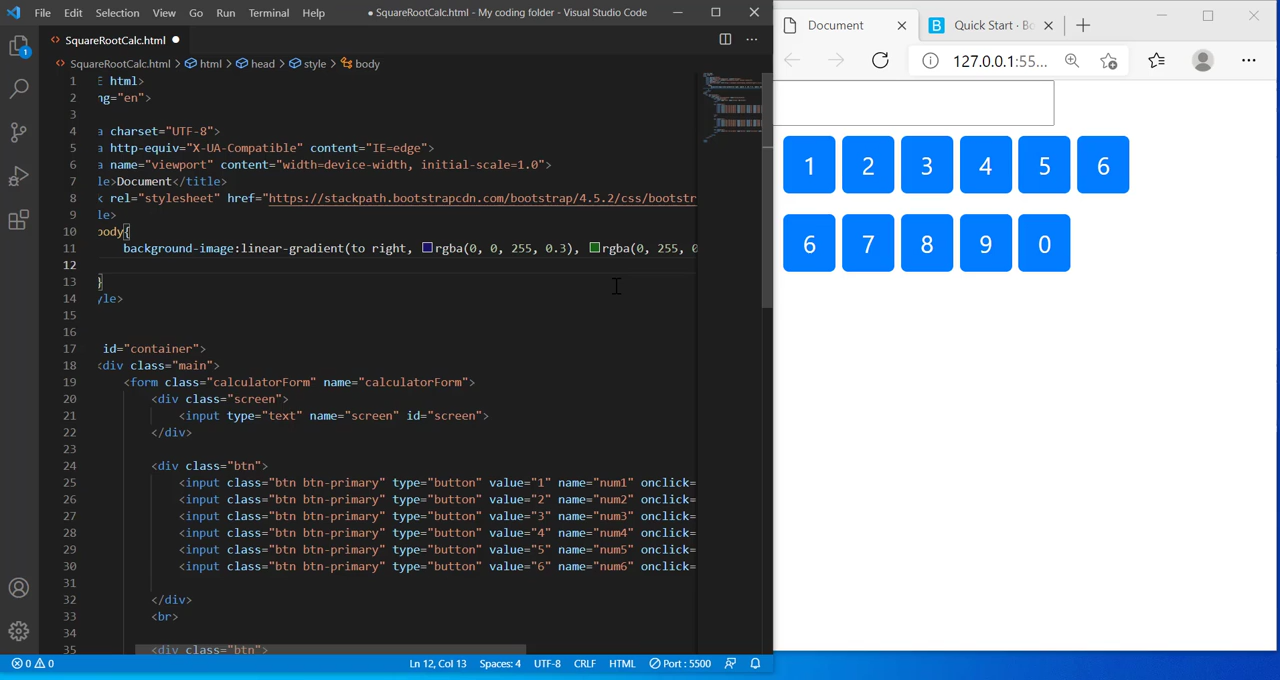 File Edit Selection View Go Run Terminal Help ● SquareRootCalc.html - My coding folder - Visual Studio Code
SquareRootCalc.html ●
SquareRootCalc.html > html > head > style > body
1 E html>
2 ng="en">
3
4 a charset="UTF-8">
5 a http-equiv="X-UA-Compatible" content="IE=edge">
6 a name="viewport" content="width=device-width, initial-scale=1.0">
7 le>Document</title>
8 k rel="stylesheet" href="https://stackpath.bootstrapcdn.com/bootstrap/4.5.2/css/bootstr
9 le>
10 body{
11 background-image:linear-gradient(to right, rgba(0, 0, 255, 0.3), rgba(0, 255, 0
12
13 }
14 yle>
15
16
17 id="container">
18 <div class="main">
19 <form class="calculatorForm" name="calculatorForm">
20 <div class="screen">
21 <input type="text" name="screen" id="screen">
22 </div>
23
24 <div class="btn">
25 <input class="btn btn-primary" type="button" value="1" name="num1" onclick=
26 <input class="btn btn-primary" type="button" value="2" name="num2" onclick=
27 <input class="btn btn-primary" type="button" value="3" name="num3" onclick=
28 <input class="btn btn-primary" type="button" value="4" name="num4" onclick=
29 <input class="btn btn-primary" type="button" value="5" name="num5" onclick=
30 <input class="btn btn-primary" type="button" value="6" name="num6" onclick=
31
32 </div>
33 <br>
34
35 <div class="btn">
1
0 0 Ln 12, Col 13 Spaces: 4 UTF-8 CRLF HTML Port : 5500
Document Quick Start · Bo
127.0.0.1:55...
1 2 3 4 5 6
6 7 8 9 0